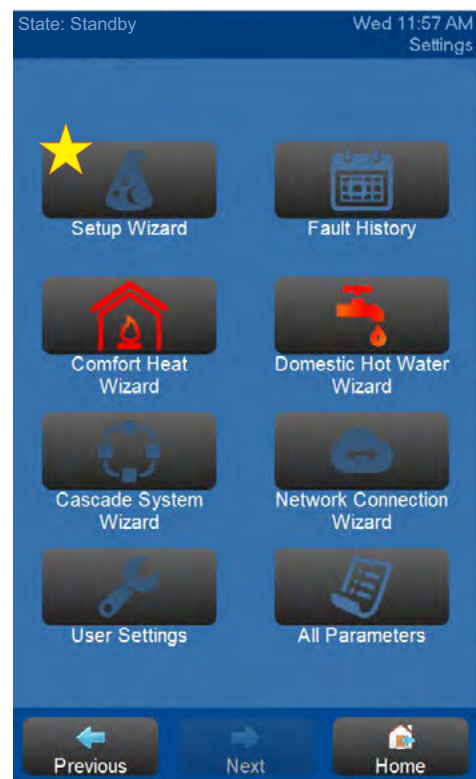 State: Standby
Wed 11:57 AM
Settings
Setup Wizard
Fault History
Comfort Heat
Wizard
Domestic Hot Water
Wizard
Cascade System
Wizard
Network Connection
Wizard
User Settings
All Parameters
Previous
Next
Home